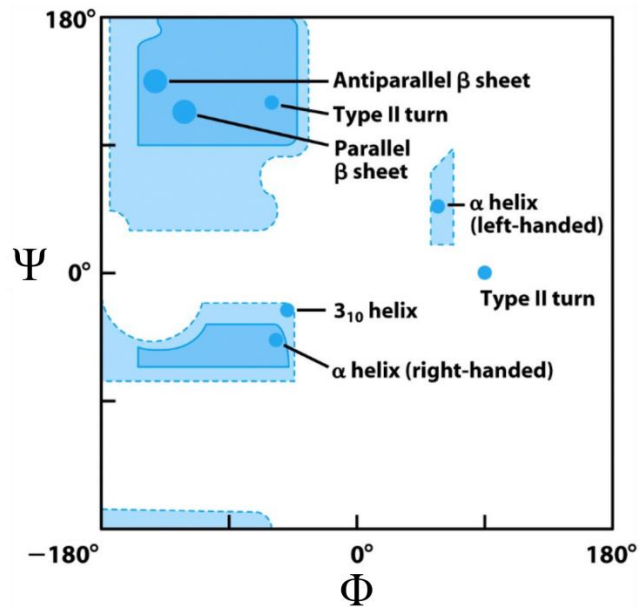 180°
Antiparallel β sheet
Type II turn
Parallel
β sheet
α helix
(left-handed)
Ψ
0°
Type II turn
3₁₀ helix
α helix (right-handed)
−180°
0°
180°
Φ